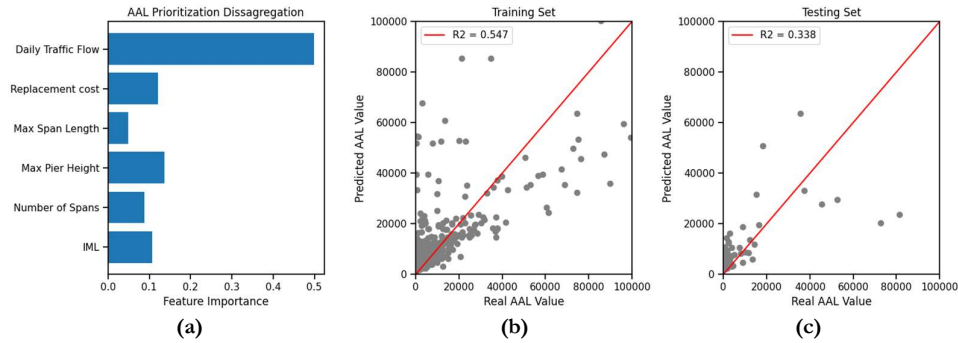 AAL Prioritization Dissagregation
Daily Traffic Flow
Replacement cost
Max Span Length
Max Pier Height
Number of Spans
IML
0.0 0.1 0.2 0.3 0.4 0.5
Feature Importance
(a)
Training Set
R2 = 0.547
Predicted AAL Value
100000
80000
60000
40000
20000
0
0 20000 40000 60000 80000 100000
Real AAL Value
(b)
Testing Set
R2 = 0.338
Predicted AAL Value
100000
80000
60000
40000
20000
0
0 20000 40000 60000 80000 100000
Real AAL Value
(c)